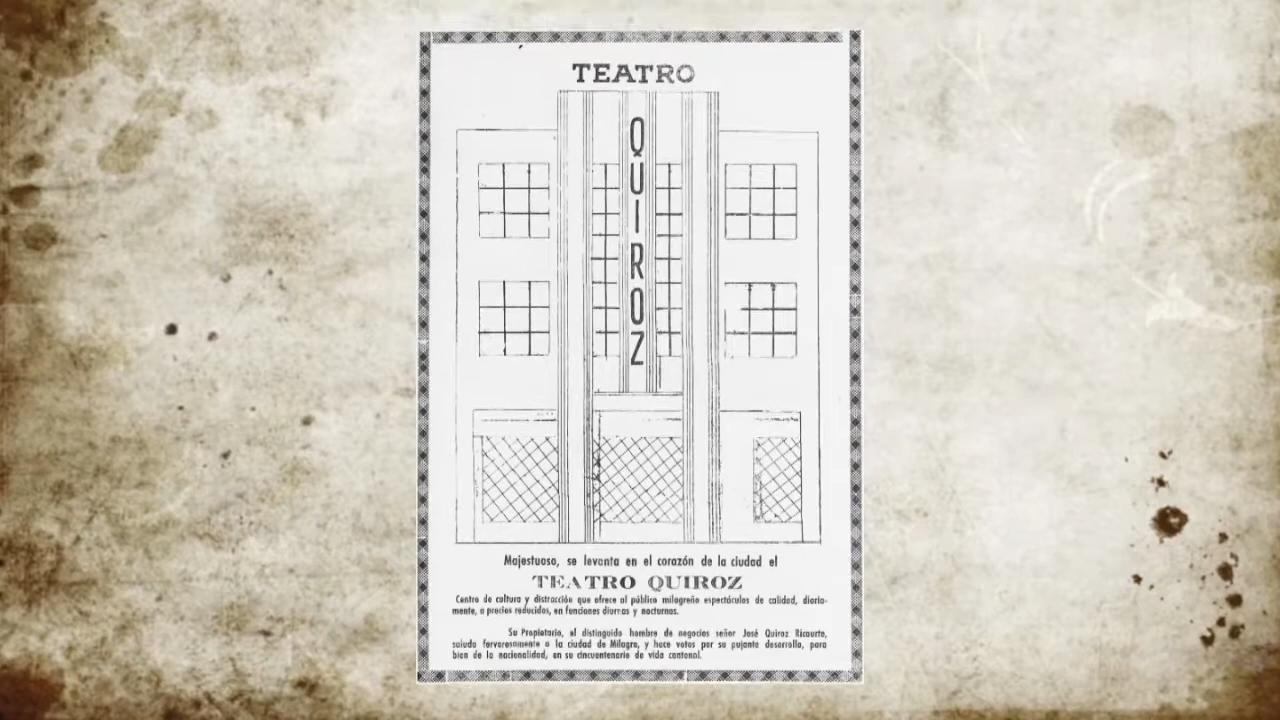 TEATRO
QUIROZ
Majestuoso, se levanta en el corazón de la ciudad el
TEATRO QUIROZ
Centro de cultura y distracción que ofrece al público milagreño espectáculos de calidad, diaria-
mente, a precios reducidos, en funciones diurnas y nocturnas.
Su Propietario, el distinguido hombre de negocios señor José Quiroz Ricaurte,
saluda fervorosamente a la ciudad de Milagro, y hace votos por su pujante desarrollo, para
bien de la nacionalidad, en su cincuentenario de vida cantonal.